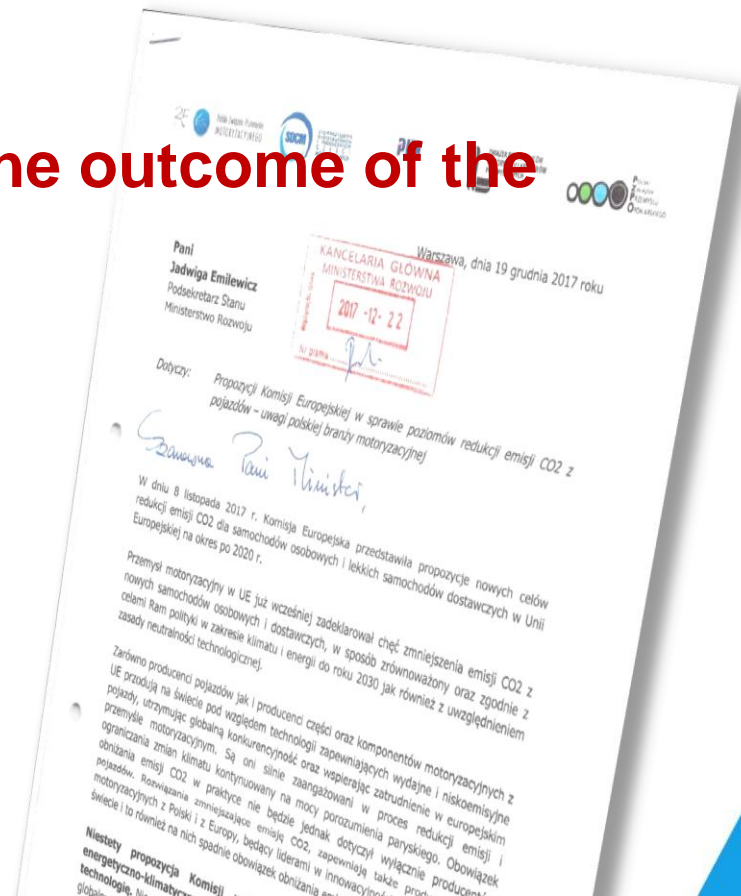 he outcome of the
Polski Związek Przemysłu
MOTORYZACYJNEGO
SDCM
Warszawa, dnia 19 grudnia 2017 roku
Pani
Jadwiga Emilewicz
Podsekretarz Stanu
Ministerstwo Rozwoju
KANCELARIA GŁÓWNA
MINISTERSTWA ROZWOJU
2017 -12- 22
Dotyczy: Propozycji Komisji Europejskiej w sprawie poziomów redukcji emisji CO2 z
pojazdów – uwagi polskiej branży motoryzacyjnej
Szanowna Pani Minister,
W dniu 8 listopada 2017 r. Komisja Europejska przedstawiła propozycje nowych celów
redukcji emisji CO2 dla samochodów osobowych i lekkich samochodów dostawczych w Unii
Europejskiej na okres po 2020 r.
Przemysł motoryzacyjny w UE już wcześniej zadeklarował chęć zmniejszenia emisji CO2 z
nowych samochodów osobowych i dostawczych, w sposób zrównoważony oraz zgodnie z
celami Ram polityki w zakresie klimatu i energii do roku 2030 jak również z uwzględnieniem
zasady neutralności technologicznej.
Zarówno producenci pojazdów jak i producenci części oraz komponentów motoryzacyjnych z
UE przodują na świecie pod względem technologii zapewniających wydajne i niskoemisyjne
pojazdy, utrzymując globalną konkurencyjność oraz wspierając zatrudnienie w europejskim
przemyśle motoryzacyjnym. Są oni silnie zaangażowani w proces redukcji emisji i
ograniczania zmian klimatu kontynuowany na mocy porozumienia paryskiego. Obowiązek
obniżania emisji CO2 w praktyce nie będzie jednak dotyczył wyłącznie producentów
pojazdów. Rozwiązania zmniejszające emisję CO2, zapewniają także
motoryzacyjnych z Polski i z Europy, będący liderami w
świecie i to również na nich spadnie obowiązek obniżania
Niestety propozycja Komisji
technologie.